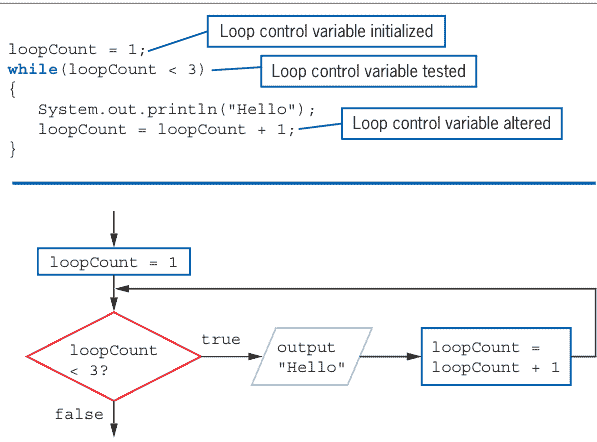 Loop control variable initialized
loopCount = 1;
while(loopCount < 3)
Loop control variable tested
{
System.out.println("Hello");
loopCount = loopCount + 1;
Loop control variable altered
}
loopCount = 1
loopCount
< 3?
true
output
"Hello"
loopCount =
loopCount + 1
false